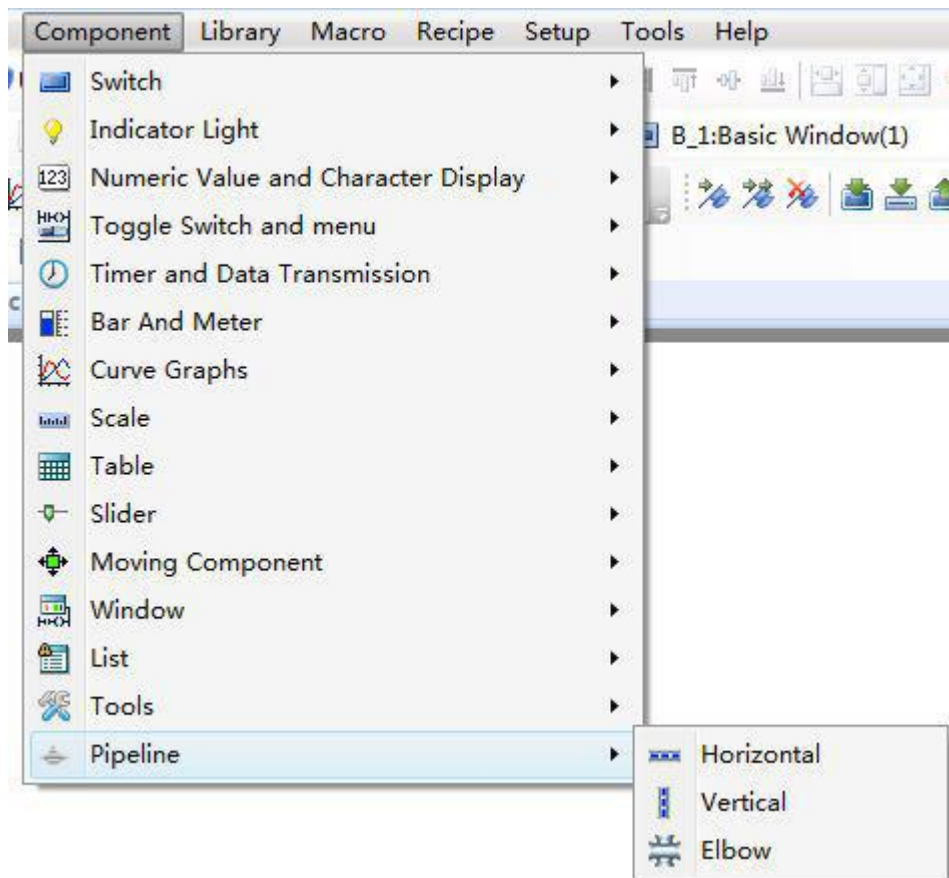 Component Library Macro Recipe Setup Tools Help
Switch
Indicator Light
B_1:Basic Window(1)
123 Numeric Value and Character Display
Toggle Switch and menu
Timer and Data Transmission
Bar And Meter
Curve Graphs
Scale
Table
Slider
Moving Component
Window
List
Tools
Pipeline
Horizontal
Vertical
Elbow